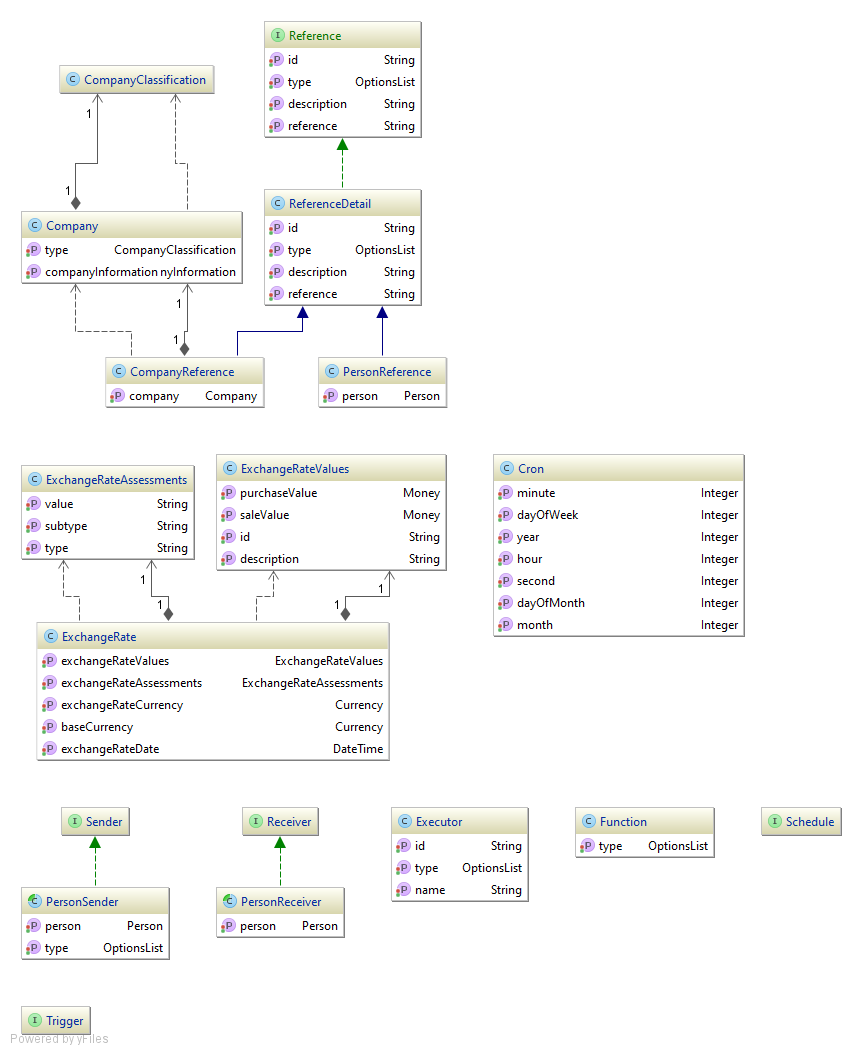 I Reference
P id String
P type OptionsList
P description String
P reference String
C CompanyClassification
1
1
C ReferenceDetail
P id String
P type OptionsList
P description String
P reference String
C Company
P type CompanyClassification
P companyInformation nyInformation
1
1
C CompanyReference
P company Company
C PersonReference
P person Person
C ExchangeRateAssessments
P value String
P subtype String
P type String
C ExchangeRateValues
P purchaseValue Money
P saleValue Money
P id String
P description String
C Cron
P minute Integer
P dayOfWeek Integer
P year Integer
P hour Integer
P second Integer
P dayOfMonth Integer
P month Integer
1
1
1
1
C ExchangeRate
P exchangeRateValues ExchangeRateValues
P exchangeRateAssessments ExchangeRateAssessments
P exchangeRateCurrency Currency
P baseCurrency Currency
P exchangeRateDate DateTime
I Sender
I Receiver
C Executor
P id String
P type OptionsList
P name String
C Function
P type OptionsList
I Schedule
C PersonSender
P person Person
P type OptionsList
C PersonReceiver
P person Person
I Trigger
Powered by yFiles